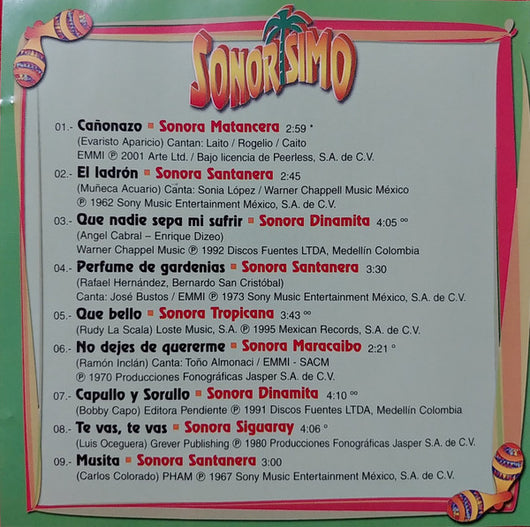 SONORÍSIMO
01.- Cañonazo Sonora Matancera 2:59 *
(Evaristo Aparicio) Cantan: Laito / Rogelio / Caito
EMMI ℗ 2001 Arte Ltd. / Bajo licencia de Peerless, S.A. de C.V.
02.- El ladrón Sonora Santanera 2:45
(Muñeca Acuario) Canta: Sonia López / Warner Chappell Music México
℗ 1962 Sony Music Entertainment México, S.A. de C.V.
03.- Que nadie sepa mi sufrir Sonora Dinamita 4:05 °°
(Angel Cabral – Enrique Dizeo)
Warner Chappel Music ℗ 1992 Discos Fuentes LTDA, Medellín Colombia
04.- Perfume de gardenias Sonora Santanera 3:30
(Rafael Hernández, Bernardo San Cristóbal)
Canta: José Bustos / EMMI ℗ 1973 Sony Music Entertainment México, S.A. de C.V.
05.- Que bello Sonora Tropicana 3:43 °°
(Rudy La Scala) Loste Music, S.A. ℗ 1995 Mexican Records, S.A. de C.V.
06.- No dejes de quererme Sonora Maracaibo 2:21 °
(Ramón Inclán) Canta: Toño Almonaci / EMMI - SACM
℗ 1970 Producciones Fonográficas Jasper S.A. de C.V.
07.- Capullo y Sorullo Sonora Dinamita 4:10 °°
(Bobby Capo) Editora Pendiente ℗ 1991 Discos Fuentes LTDA, Medellín, Colombia
08.- Te vas, te vas Sonora Siguaray 4:06 °
(Luis Oceguera) Grever Publishing ℗ 1980 Producciones Fonográficas Jasper S.A. de C.V.
09.- Musita Sonora Santanera 3:00
(Carlos Colorado) PHAM ℗ 1967 Sony Music Entertainment México, S.A. de C.V.